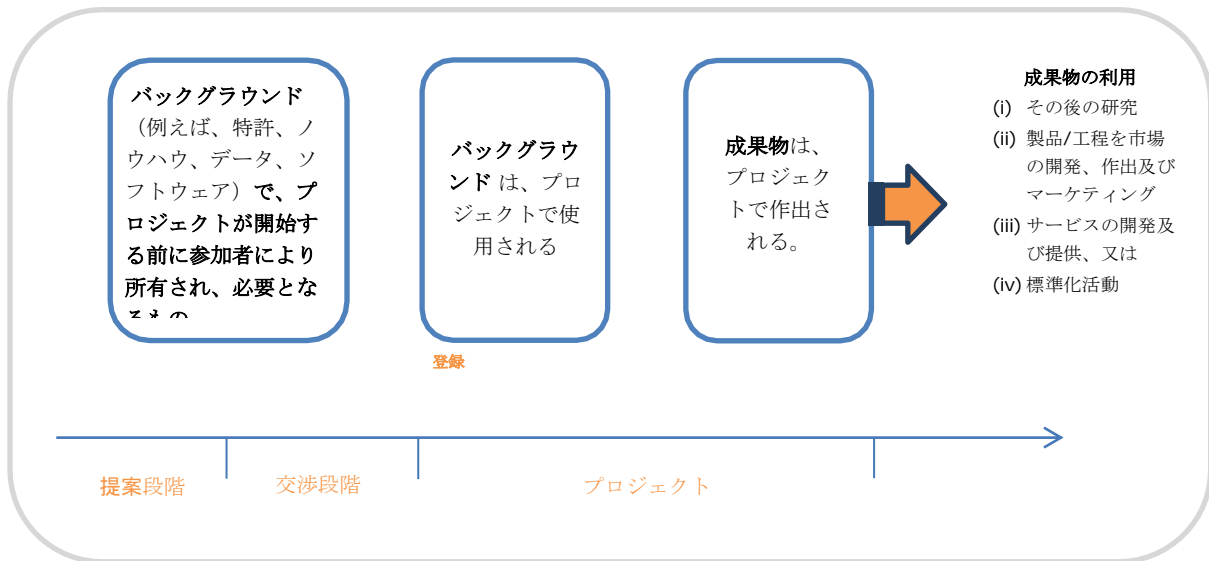 バックグラウンド
（例えば、特許、ノ
ウハウ、データ、ソ
フトウェア）で、プ
ロジェクトが開始す
る前に参加者により
所有され、必要とな
るもの
バックグラウ
ンド は、プロ
ジェクトで使
用される
登録
成果物は、
プロジェク
トで作出さ
れる。
成果物の利用
(i) その後の研究
(ii) 製品/工程を市場
の開発、作出及び
マーケティング
(iii) サービスの開発及
び提供、又は
(iv) 標準化活動
提案段階
交渉段階
プロジェクト